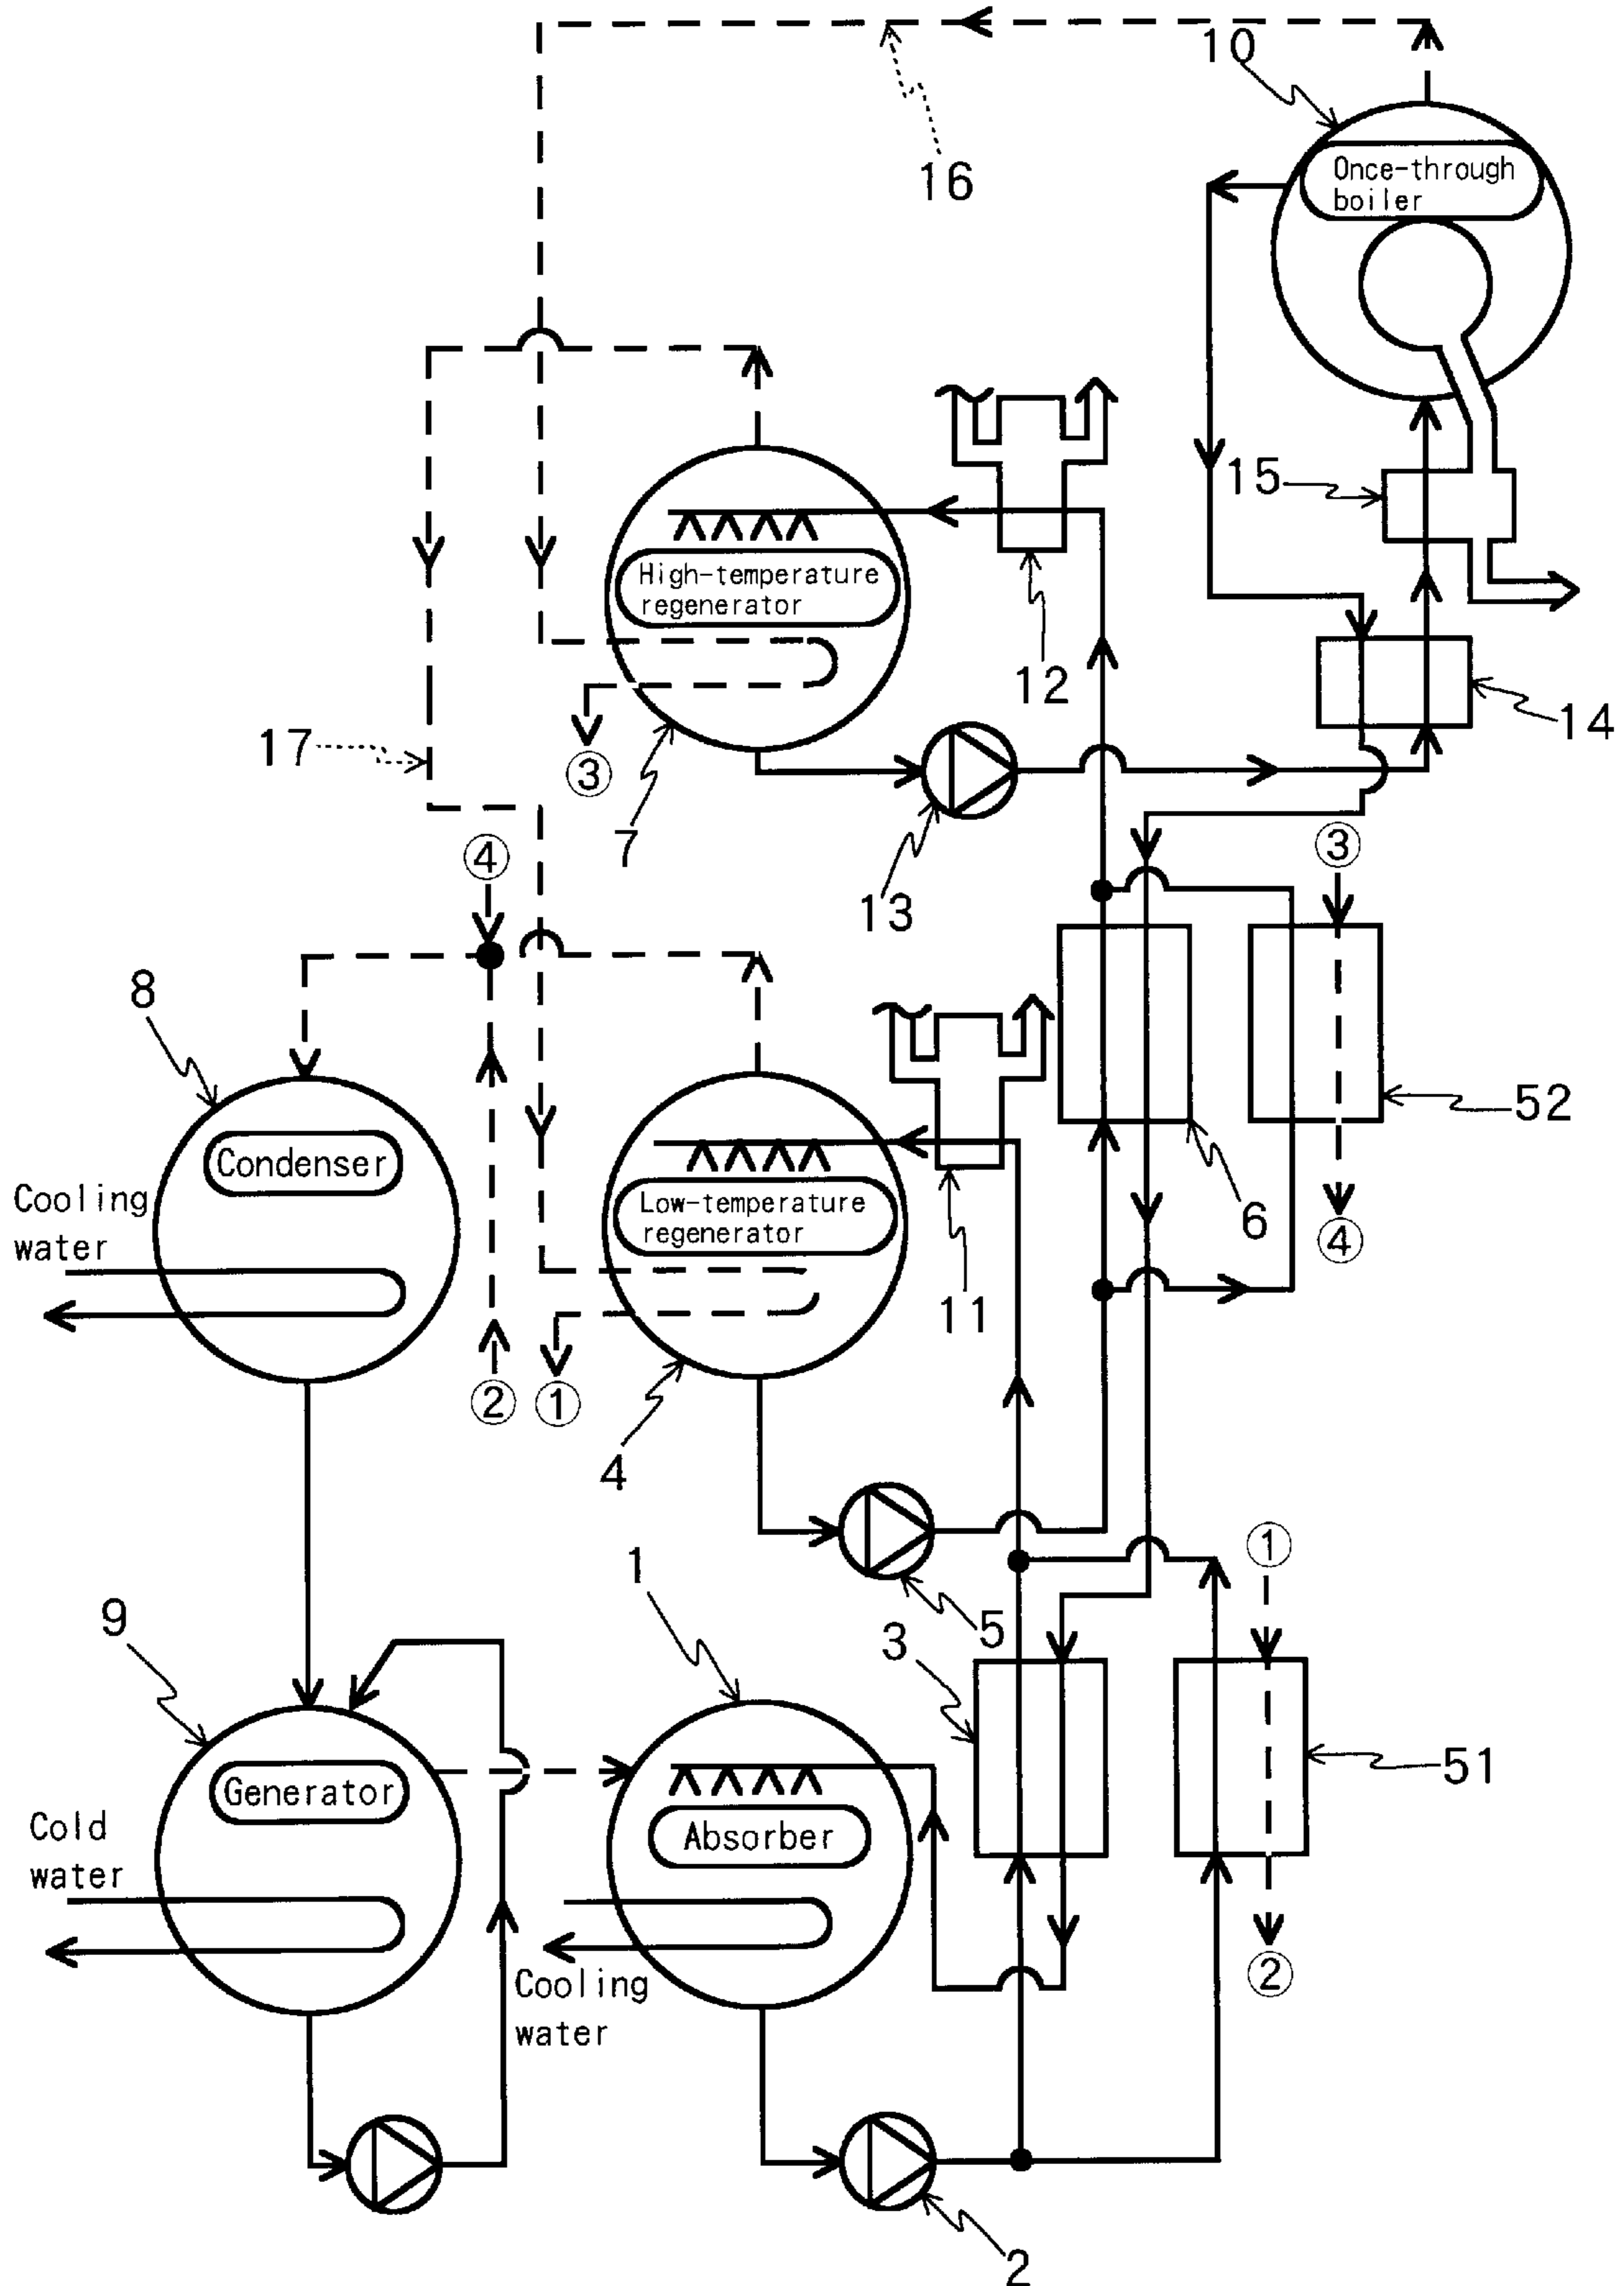 10
16
Once-through
boiler
15
High-temperature
regenerator
12
14
17
③
7
13
④
③
8
52
Condenser
Low-temperature
regenerator
Cooling
water
6
④
11
②
①
4
①
1
5
3
9
51
Generator
Absorber
Cold
water
②
Cooling
water
2